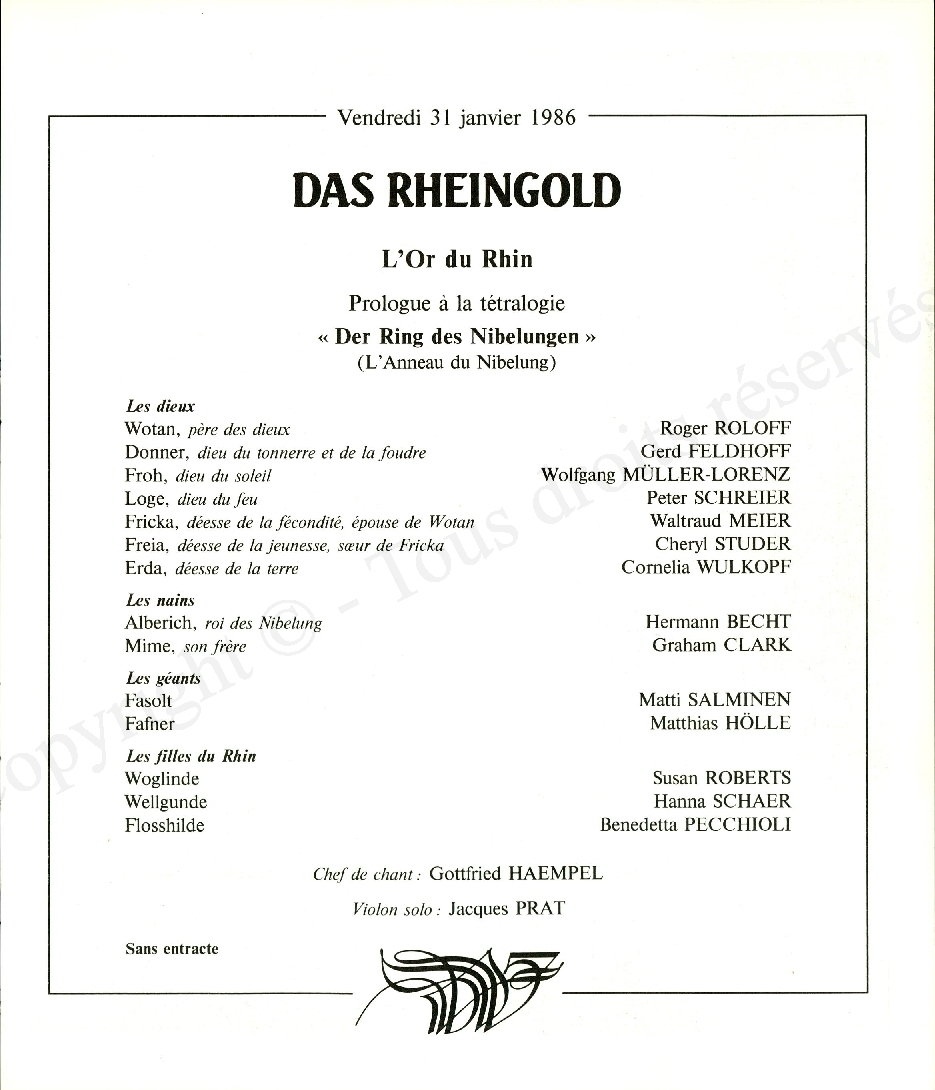 Vendredi 31 janvier 1986
DAS RHEINGOLD
L'Or du Rhin
Prologue à la tétralogie
« Der Ring des Nibelungen »
(L'Anneau du Nibelung)
Les dieux
Wotan, père des dieux Roger ROLOFF
Donner, dieu du tonnerre et de la foudre Gerd FELDHOFF
Froh, dieu du soleil Wolfgang MÜLLER-LORENZ
Loge, dieu du feu Peter SCHREIER
Fricka, déesse de la fécondité, épouse de Wotan Waltraud MEIER
Freia, déesse de la jeunesse, sœur de Fricka Cheryl STUDER
Erda, déesse de la terre Cornelia WULKOPF
Les nains
Alberich, roi des Nibelung Hermann BECHT
Mime, son frère Graham CLARK
Les géants
Fasolt Matti SALMINEN
Fafner Matthias HÖLLE
Les filles du Rhin
Woglinde Susan ROBERTS
Wellgunde Hanna SCHAER
Flosshilde Benedetta PECCHIOLI
Chef de chant : Gottfried HAEMPEL
Violon solo : Jacques PRAT
Sans entracte
Copyright © - Tous droits réservés